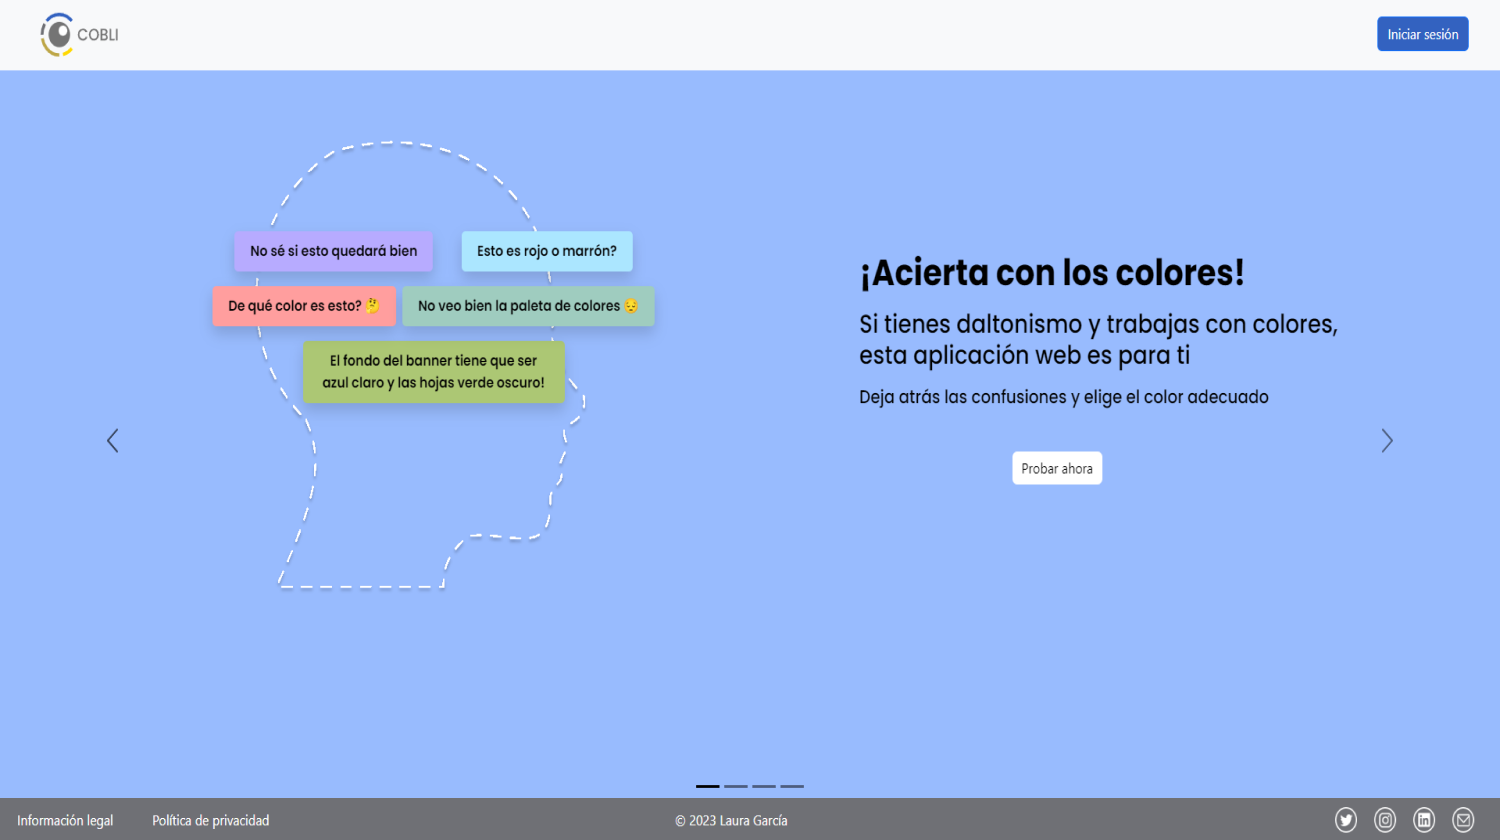 COBLI
Iniciar sesión
No sé si esto quedará bien
Esto es rojo o marrón?
De qué color es esto? 🤔
No veo bien la paleta de colores 😔
El fondo del banner tiene que ser
azul claro y las hojas verde oscuro!
¡Acierta con los colores!
Si tienes daltonismo y trabajas con colores,
esta aplicación web es para ti
Deja atrás las confusiones y elige el color adecuado
Probar ahora
Información legal
Política de privacidad
© 2023 Laura García